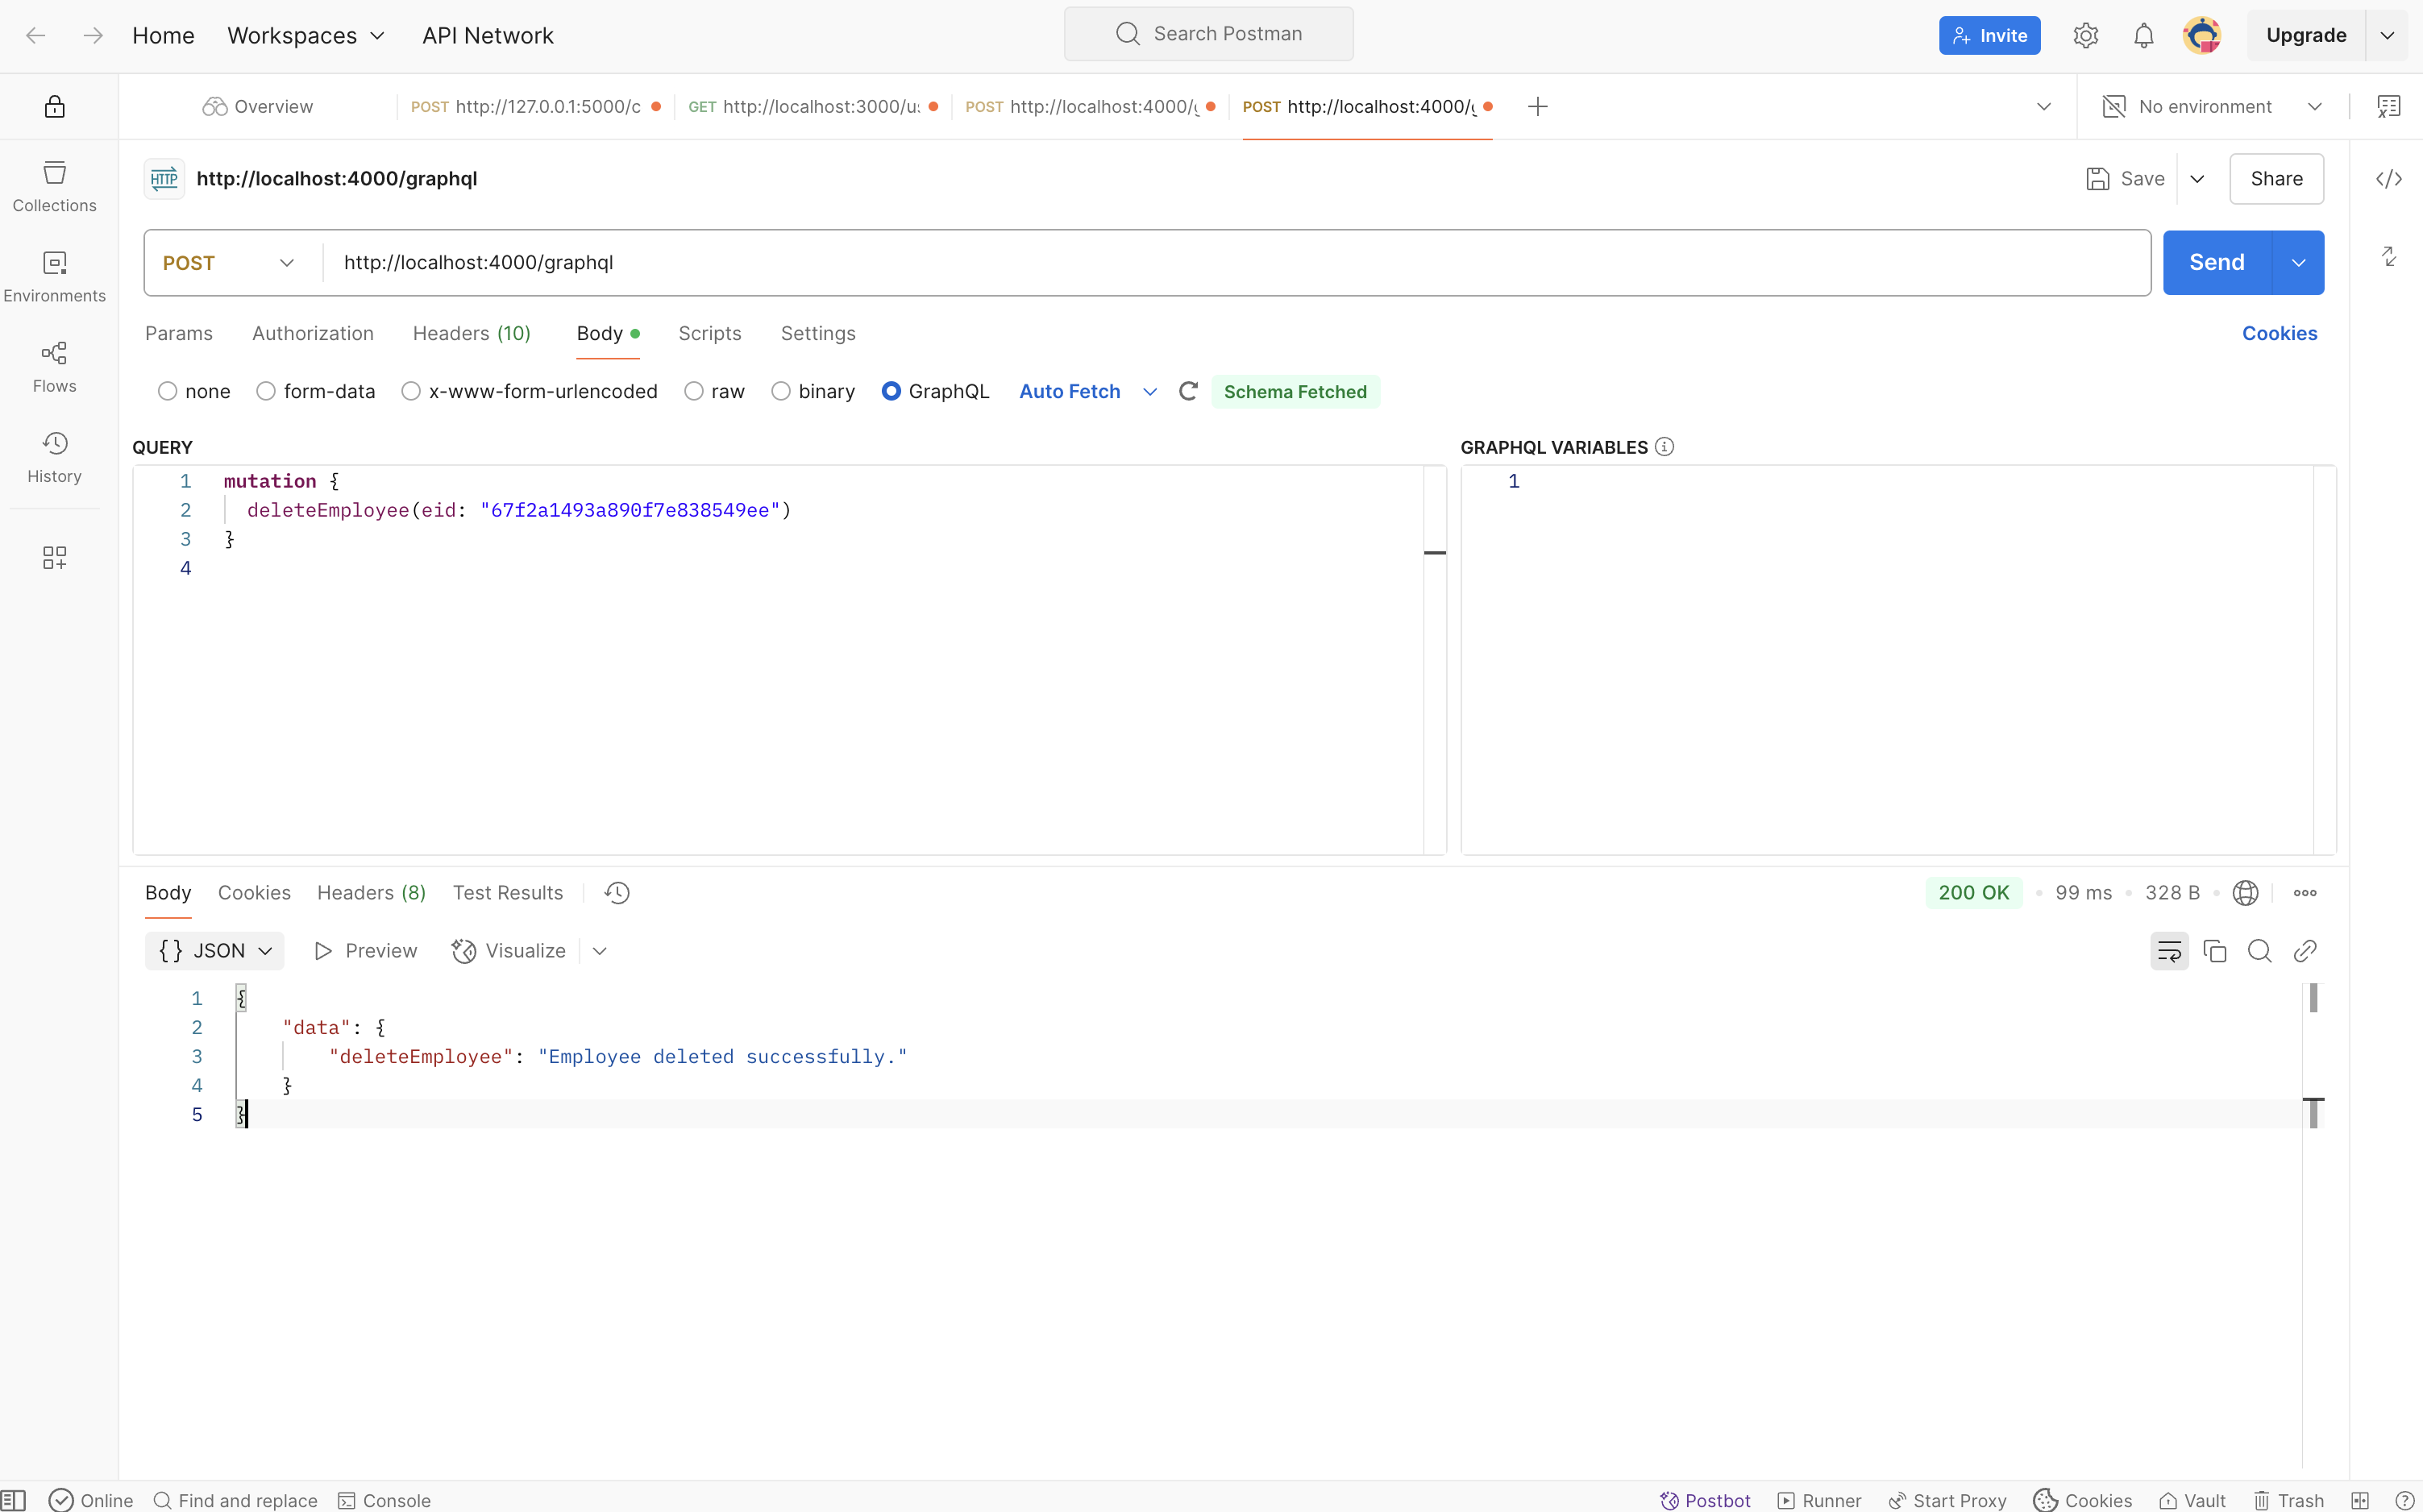 Home Workspaces API Network Search Postman Invite Upgrade
Overview POST http://127.0.0.1:5000/c GET http://localhost:3000/u POST http://localhost:4000/ POST http://localhost:4000/ No environment
HTTP http://localhost:4000/graphql Save Share
Collections
Environments
Flows
History
POST http://localhost:4000/graphql Send
Params Authorization Headers (10) Body Scripts Settings Cookies
none form-data x-www-form-urlencoded raw binary GraphQL Auto Fetch Schema Fetched
QUERY
1 mutation {
2 deleteEmployee(eid: "67f2a1493a890f7e838549ee")
3 }
4
GRAPHQL VARIABLES
1
Body Cookies Headers (8) Test Results 200 OK 99 ms 328 B
{} JSON Preview Visualize
1 {
2 "data": {
3 "deleteEmployee": "Employee deleted successfully."
4 }
5 }
Online Find and replace Console Postbot Runner Start Proxy Cookies Vault Trash